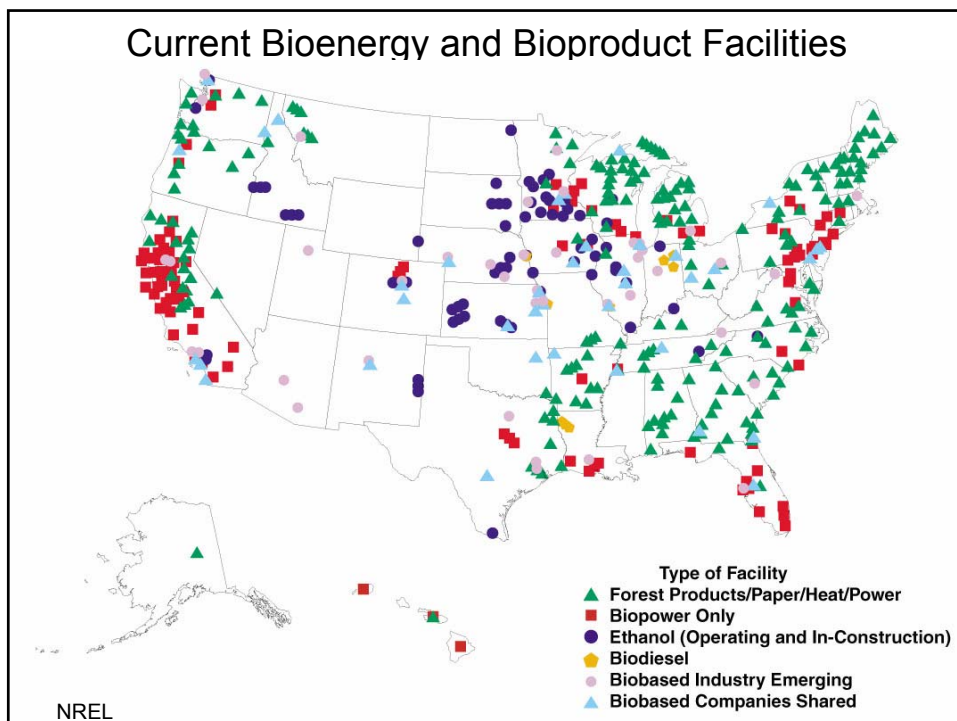 Current Bioenergy and Bioproduct Facilities
Type of Facility
Forest Products/Paper/Heat/Power
Biopower Only
Ethanol (Operating and In-Construction)
Biodiesel
Biobased Industry Emerging
Biobased Companies Shared
NREL